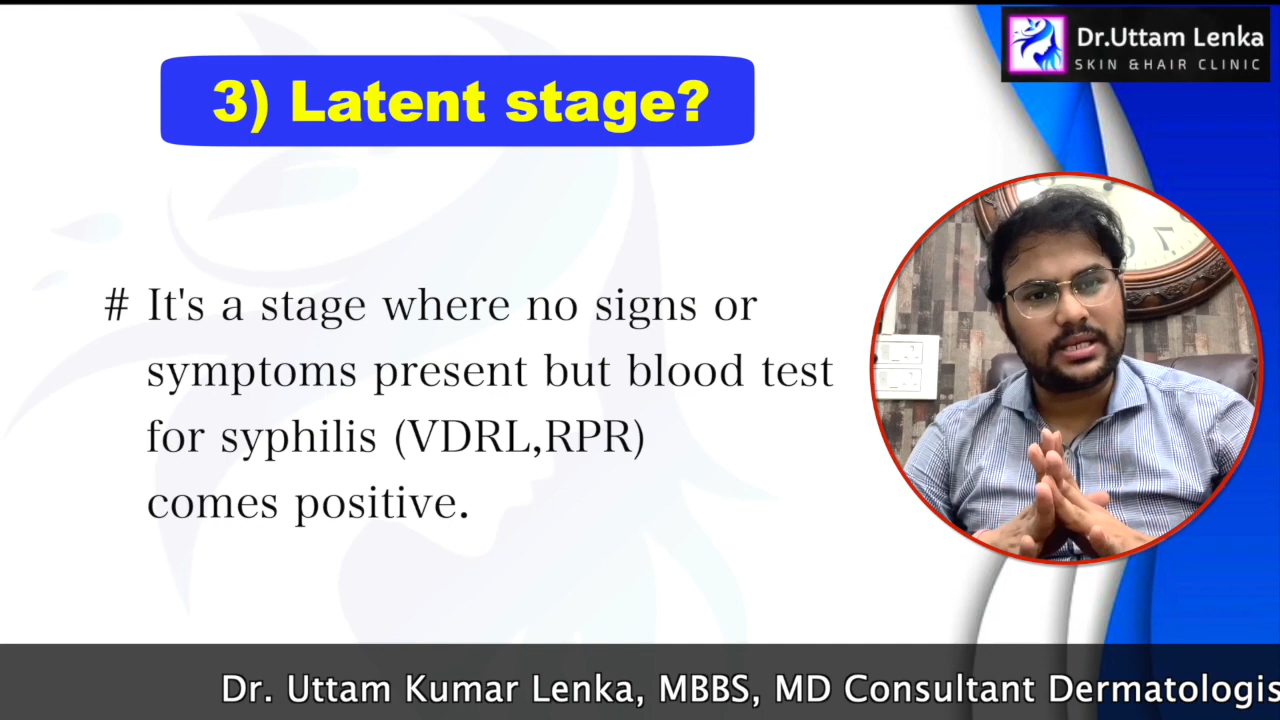 Dr.Uttam Lenka
SKIN & HAIR CLINIC
3) Latent stage?
# It's a stage where no signs or
symptoms present but blood test
for syphilis (VDRL,RPR)
comes positive.
Dr. Uttam Kumar Lenka, MBBS, MD Consultant Dermatologis